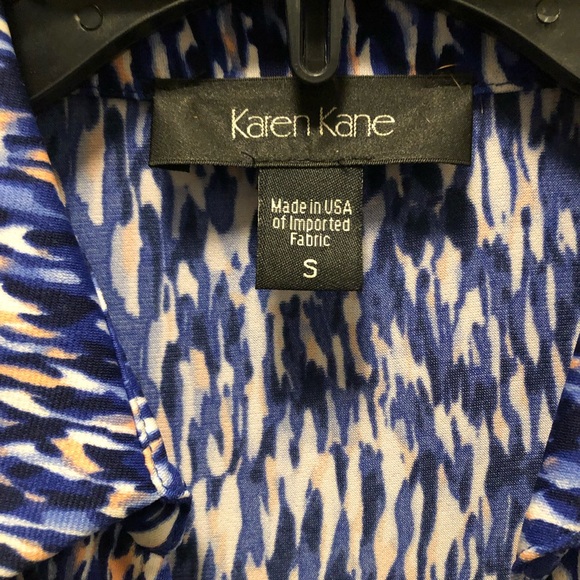 Karen Kane
Made in USA
of Imported
Fabric
S